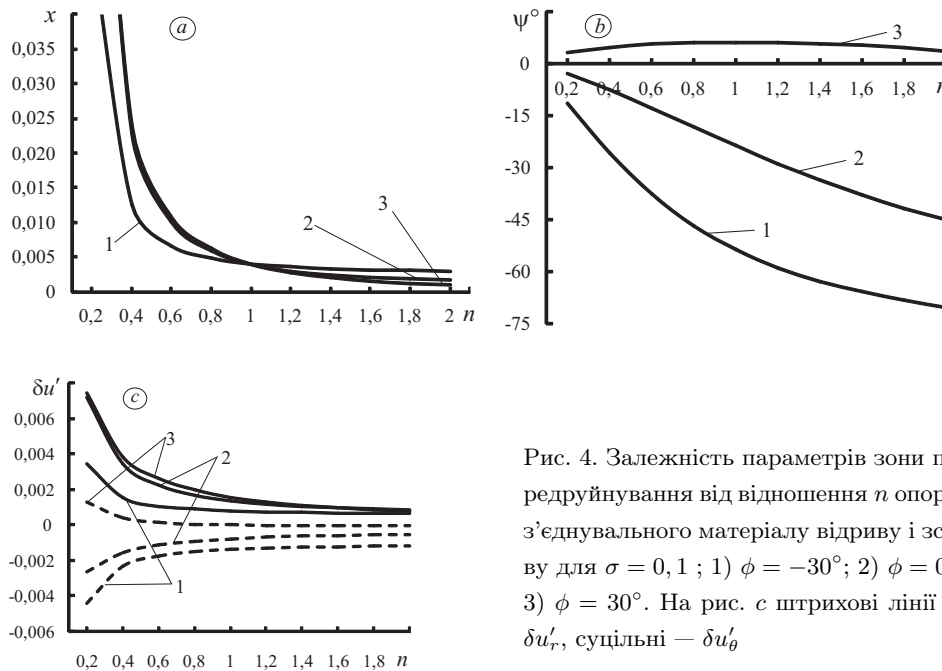 x
a
0,035
0,030
0,025
0,020
0,015
0,010
0,005
0
1
2
3
0,2 0,4 0,6 0,8 1 1,2 1,4 1,6 1,8 2 n
ψ°
b
3
0
0,2 0,4 0,6 0,8 1 1,2 1,4 1,6 1,8
-15
-30
-45
-60
-75
2
1
δu′
c
0,006
0,004
0,002
0
-0,002
-0,004
-0,006
3
2
1
0,2 0,4 0,6 0,8 1 1,2 1,4 1,6 1,8 n
Рис. 4. Залежність параметрів зони п
редруйнування від відношення n опор
з'єднувального матеріалу відриву і зс
ву для σ = 0, 1 ; 1) ϕ = −30°; 2) ϕ = 0
3) ϕ = 30°. На рис. c штрихові лінії
δu′r, суцільні — δu′θ